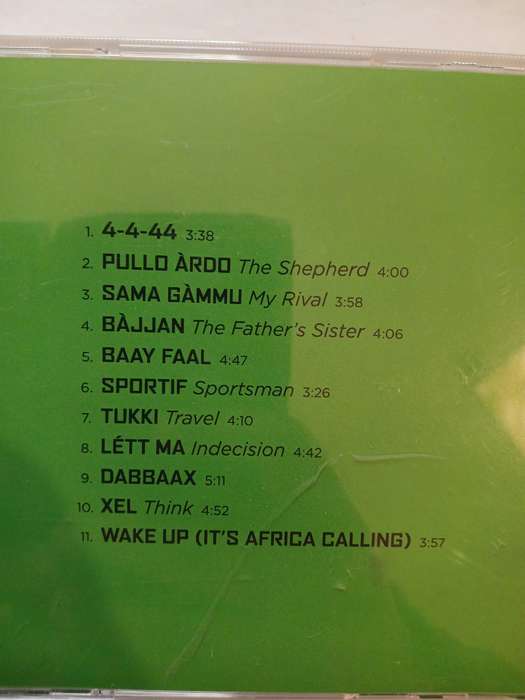 1. 4-4-44 3:38
2. PULLO ÀRDO The Shepherd 4:00
3. SAMA GÀMMU My Rival 3:58
4. BÀJJAN The Father's Sister 4:06
5. BAAY FAAL 4:47
6. SPORTIF Sportsman 3:26
7. TUKKI Travel 4:10
8. LÉTT MA Indecision 4:42
9. DABBAAX 5:11
10. XEL Think 4:52
11. WAKE UP (IT'S AFRICA CALLING) 3:57